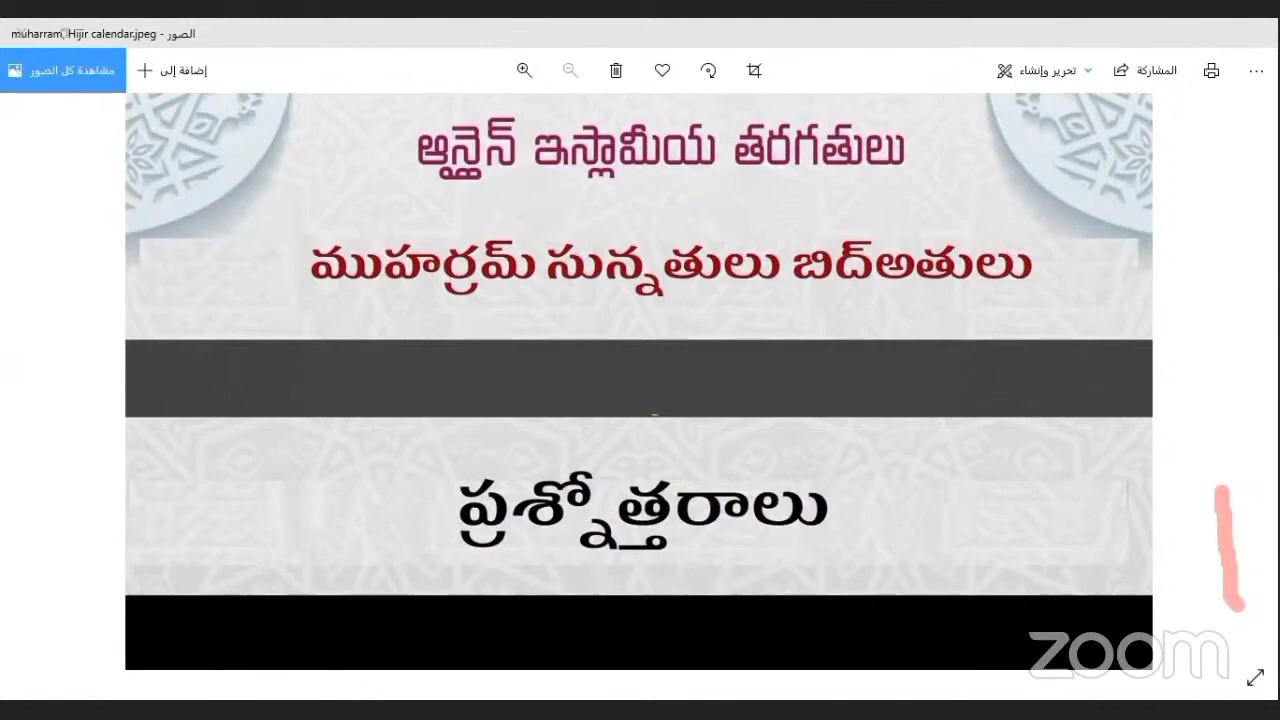 muharram Hijir calendar.jpeg - الصور
مشاهدة كل الصور
إضافة إلى
تحرير وإنشاء
المشاركة
ఆన్లైన్ ఇస్లామీయ తరగతులు
ముహర్రమ్ సున్నతులు బిద్అతులు
ప్రశ్నోత్తరాలు
zoom